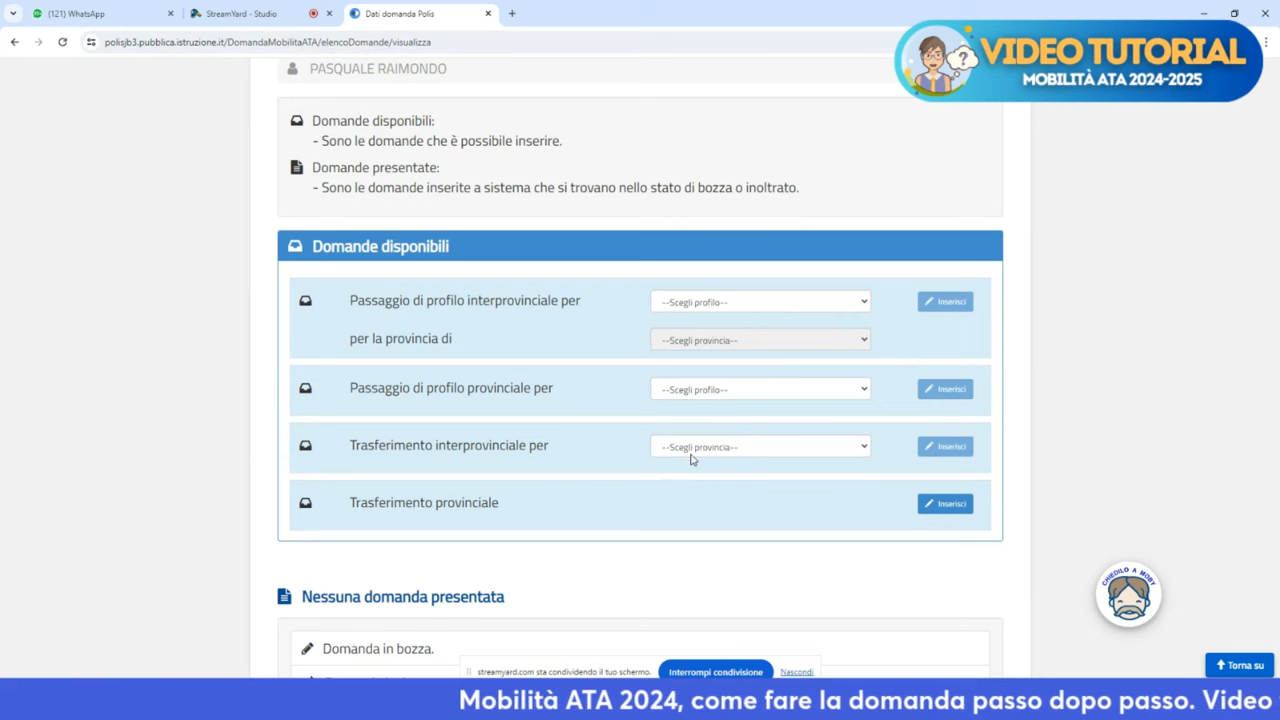 (121) WhatsApp
StreamYard - Studio
Dati domanda Polis
polisjb3.pubblica.istruzione.it/DomandaMobilitaATA/elencoDomande/visualizza
VIDEO TUTORIAL
MOBILITÀ ATA 2024-2025
PASQUALE RAIMONDO
Domande disponibili:
- Sono le domande che è possibile inserire.
Domande presentate:
- Sono le domande inserite a sistema che si trovano nello stato di bozza o inoltrato.
Domande disponibili
Passaggio di profilo interprovinciale per --Scegli profilo-- Inserisci
per la provincia di --Scegli provincia--
Passaggio di profilo provinciale per --Scegli profilo-- Inserisci
Trasferimento interprovinciale per --Scegli provincia-- Inserisci
Trasferimento provinciale Inserisci
CHIEDILO A MOBY
Nessuna domanda presentata
Domanda in bozza.
streamyard.com sta condividendo il tuo schermo. Interrompi condivisione Nascondi
Torna su
Mobilità ATA 2024, come fare la domanda passo dopo passo. Video